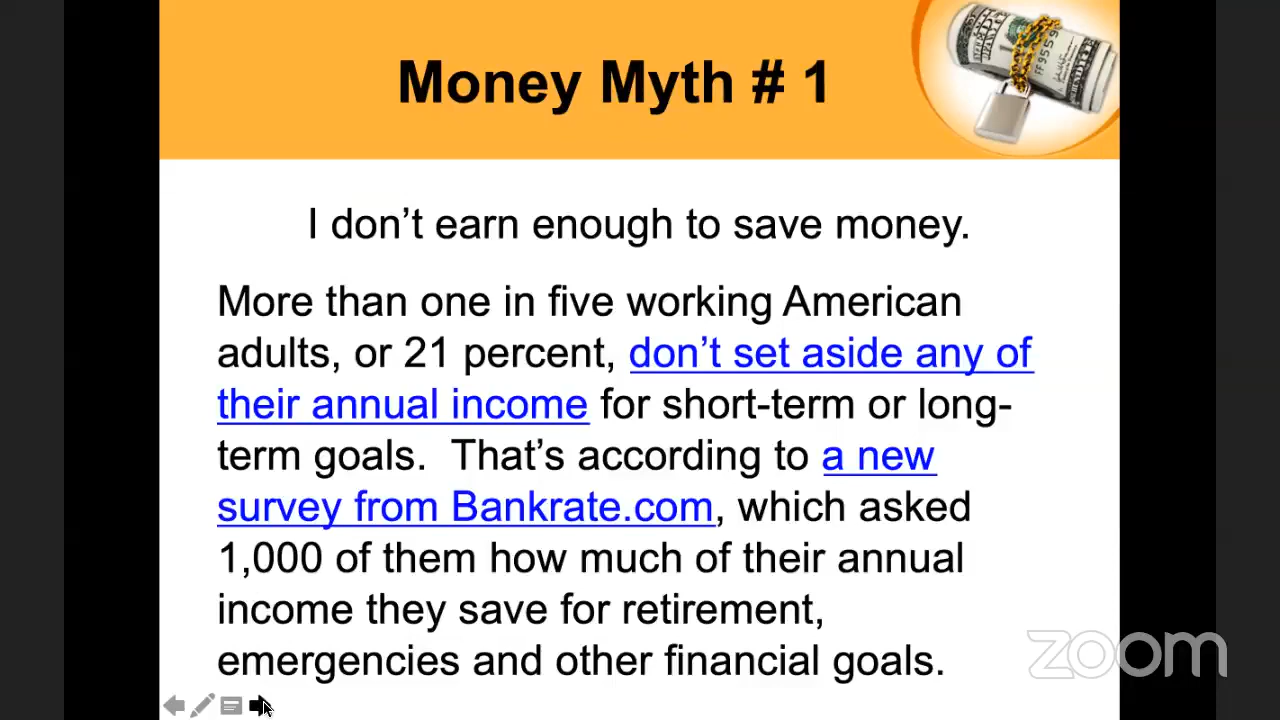 Money Myth # 1
FF9559
I don’t earn enough to save money.
More than one in five working American
adults, or 21 percent, don’t set aside any of
their annual income for short-term or long-
term goals.  That’s according to a new
survey from Bankrate.com, which asked
1,000 of them how much of their annual
income they save for retirement,
emergencies and other financial goals.
zoom